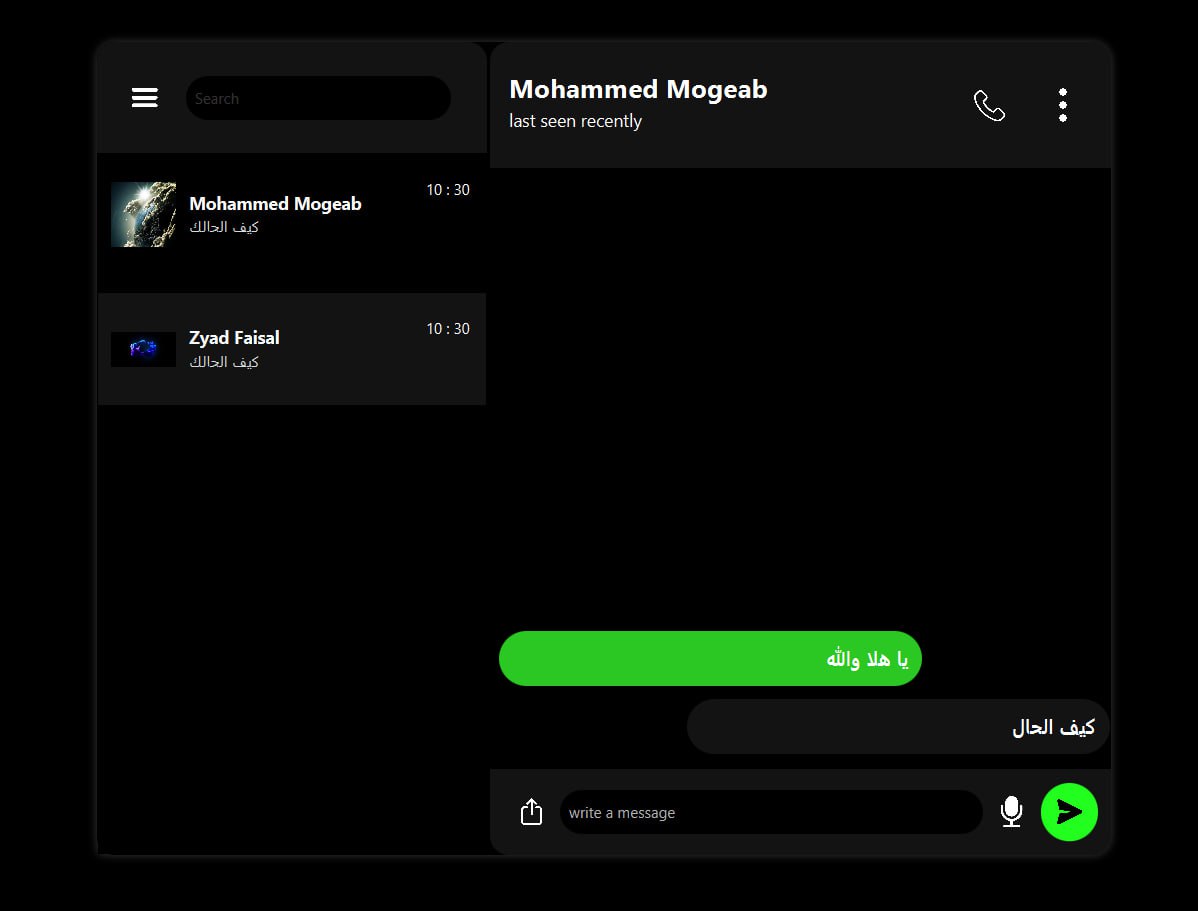 Search
Mohammed Mogeab
كيف الحالك
10 : 30
Zyad Faisal
كيف الحالك
10 : 30
Mohammed Mogeab
last seen recently
يا هلا والله
كيف الحال
write a message